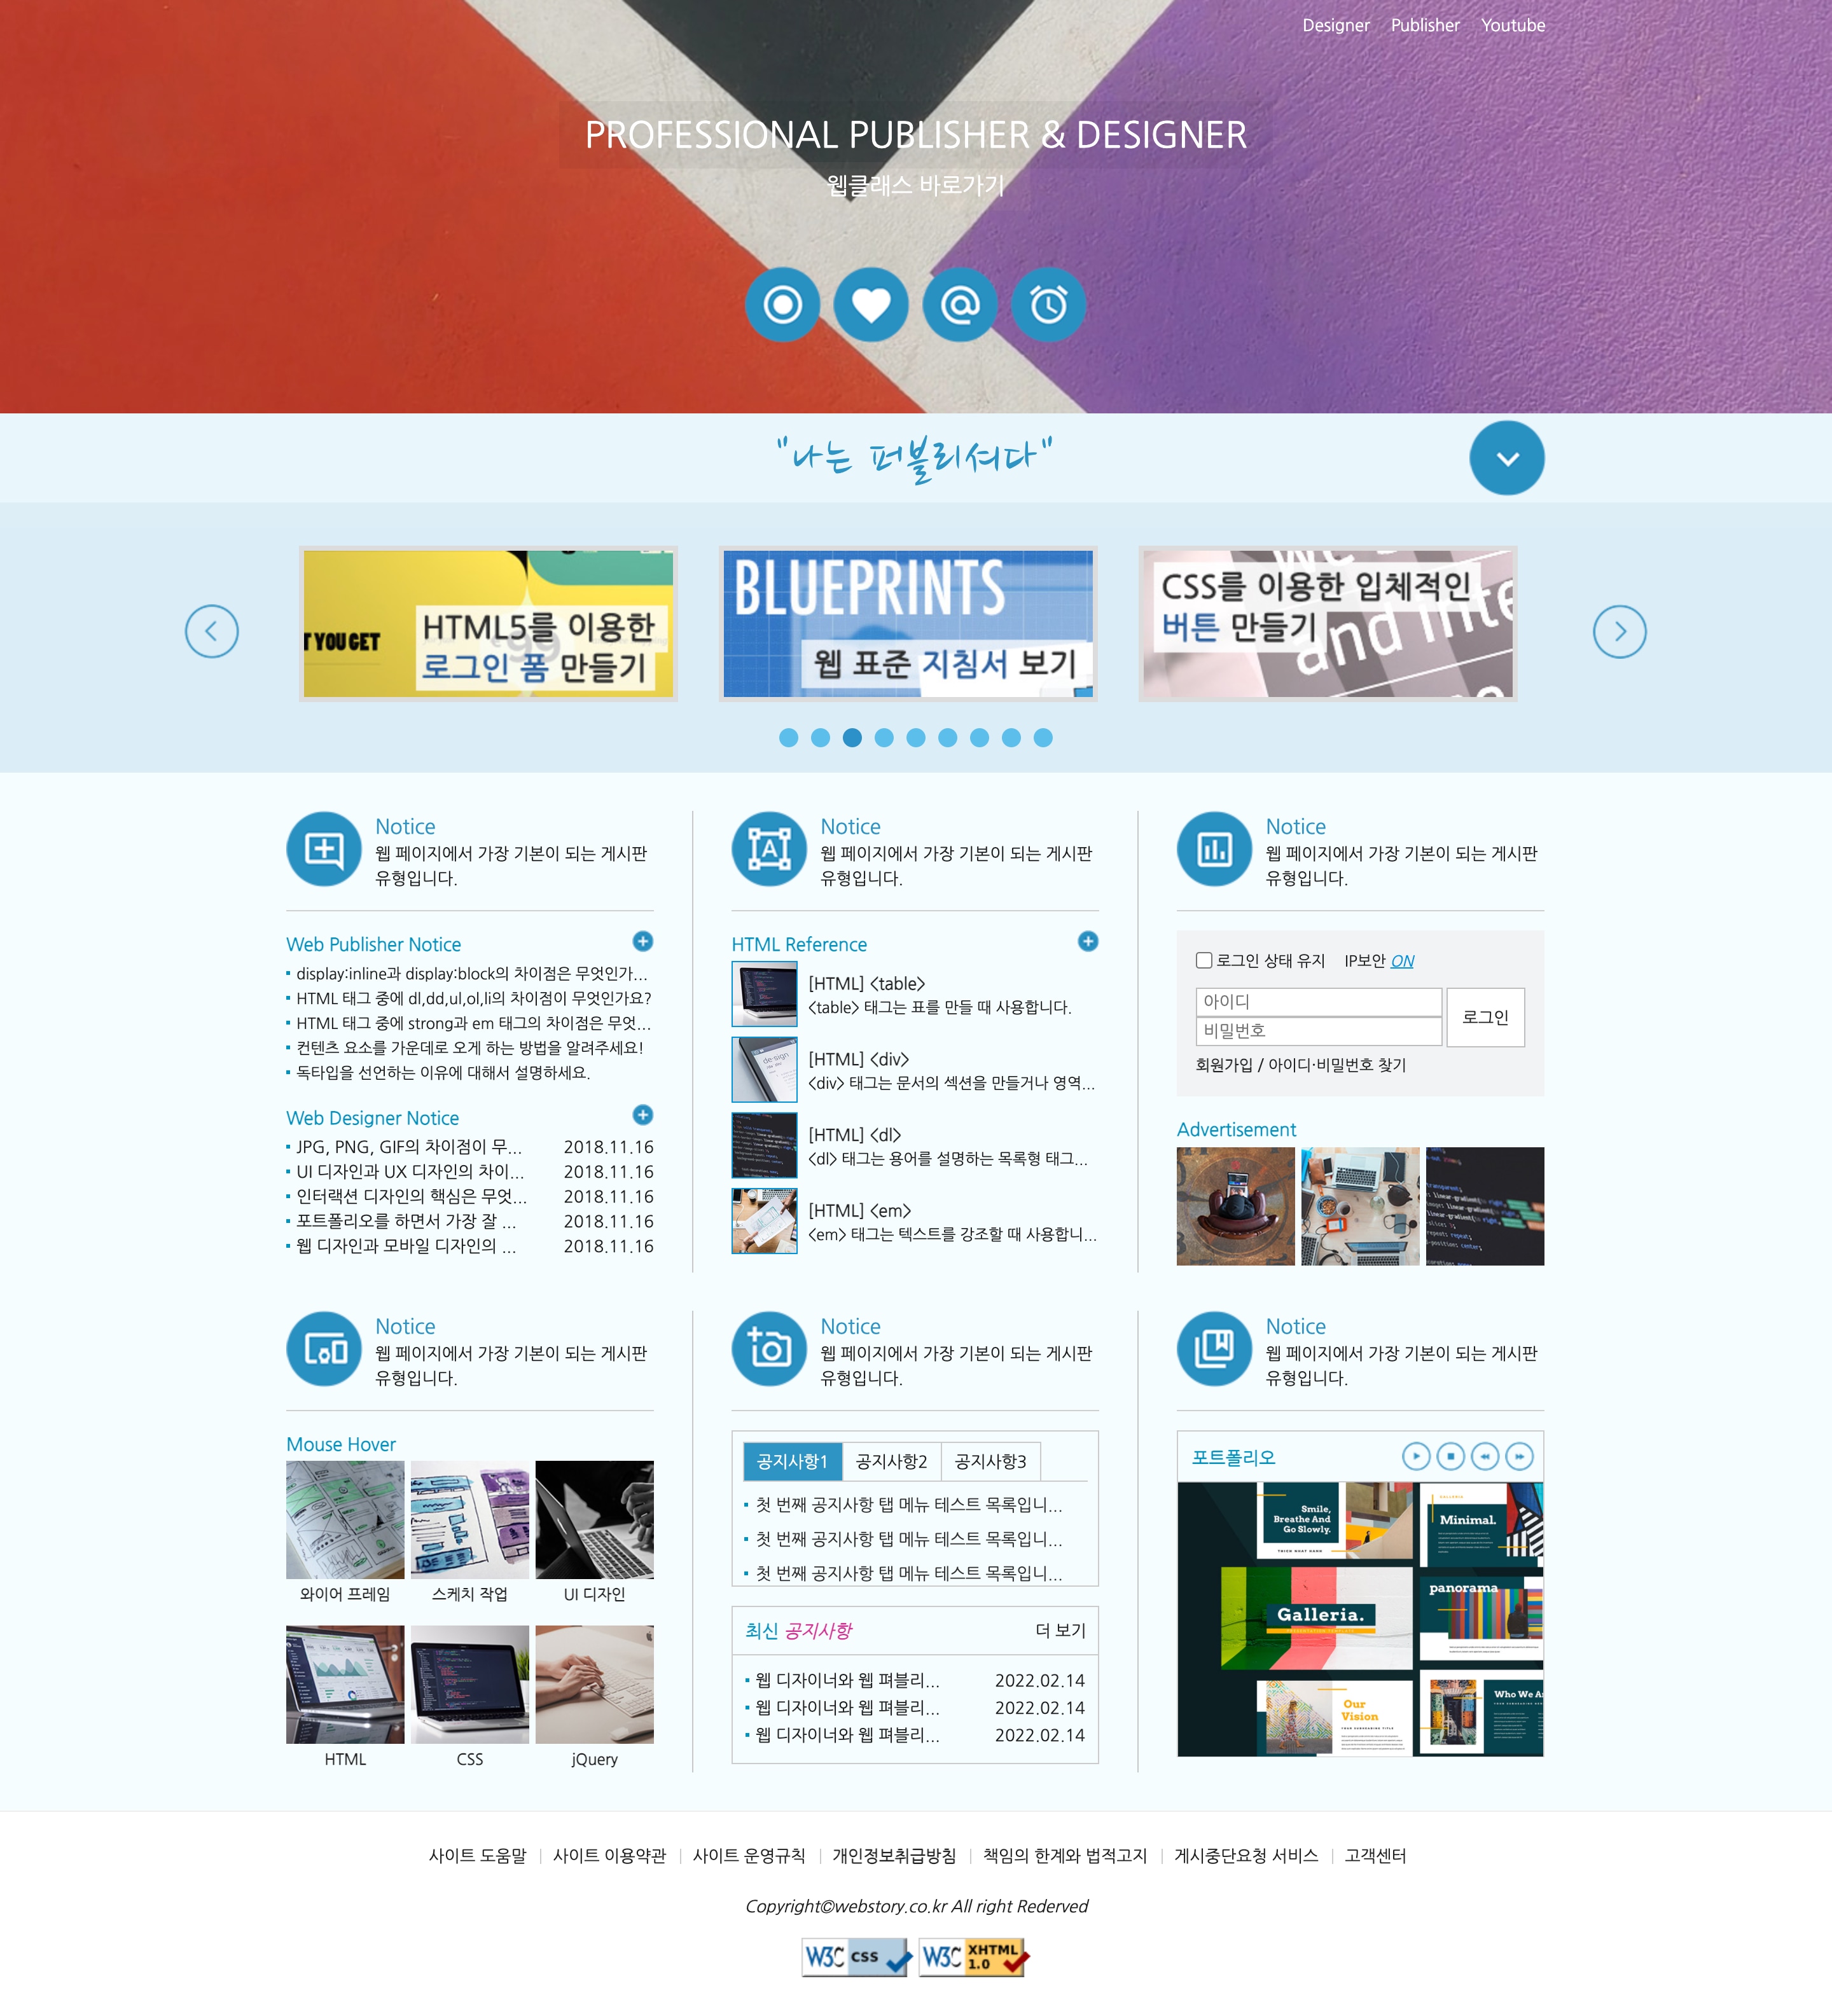 Designer Publisher Youtube
PROFESSIONAL PUBLISHER & DESIGNER
웹클래스 바로가기
"나는 퍼블리셔다"
T YOU GET
HTML5를 이용한
로그인 폼 만들기
BLUEPRINTS
웹 표준 지침서 보기
CSS를 이용한 입체적인
버튼 만들기
and inte
Notice
웹 페이지에서 가장 기본이 되는 게시판
유형입니다.
Web Publisher Notice
display:inline과 display:block의 차이점은 무엇인가...
HTML 태그 중에 dl,dd,ul,ol,li의 차이점이 무엇인가요?
HTML 태그 중에 strong과 em 태그의 차이점은 무엇...
컨텐츠 요소를 가운데로 오게 하는 방법을 알려주세요!
독타입을 선언하는 이유에 대해서 설명하세요.
Web Designer Notice
JPG, PNG, GIF의 차이점이 무... 2018.11.16
UI 디자인과 UX 디자인의 차이... 2018.11.16
인터랙션 디자인의 핵심은 무엇... 2018.11.16
포트폴리오를 하면서 가장 잘 ... 2018.11.16
웹 디자인과 모바일 디자인의 ... 2018.11.16
Notice
웹 페이지에서 가장 기본이 되는 게시판
유형입니다.
HTML Reference
[HTML] <table>
<table> 태그는 표를 만들 때 사용합니다.
[HTML] <div>
<div> 태그는 문서의 섹션을 만들거나 영역...
[HTML] <dl>
<dl> 태그는 용어를 설명하는 목록형 태그...
[HTML] <em>
<em> 태그는 텍스트를 강조할 때 사용합니...
Notice
웹 페이지에서 가장 기본이 되는 게시판
유형입니다.
로그인 상태 유지 IP보안 ON
아이디
비밀번호
로그인
회원가입 / 아이디·비밀번호 찾기
Advertisement
Notice
웹 페이지에서 가장 기본이 되는 게시판
유형입니다.
Mouse Hover
와이어 프레임 스케치 작업 UI 디자인
HTML CSS jQuery
Notice
웹 페이지에서 가장 기본이 되는 게시판
유형입니다.
공지사항1 공지사항2 공지사항3
첫 번째 공지사항 탭 메뉴 테스트 목록입니...
첫 번째 공지사항 탭 메뉴 테스트 목록입니...
첫 번째 공지사항 탭 메뉴 테스트 목록입니...
최신 공지사항 더 보기
웹 디자이너와 웹 펴블리... 2022.02.14
웹 디자이너와 웹 펴블리... 2022.02.14
웹 디자이너와 웹 펴블리... 2022.02.14
Notice
웹 페이지에서 가장 기본이 되는 게시판
유형입니다.
포트폴리오
Smile,
Breathe And
Go Slowly.
Minimal.
panorama
Galleria.
Our
Vision
Who We A
사이트 도움말 | 사이트 이용약관 | 사이트 운영규칙 | 개인정보취급방침 | 책임의 한계와 법적고지 | 게시중단요청 서비스 | 고객센터
Copyright©webstory.co.kr All right Rederved
W3C CSS
W3C XHTML 1.0